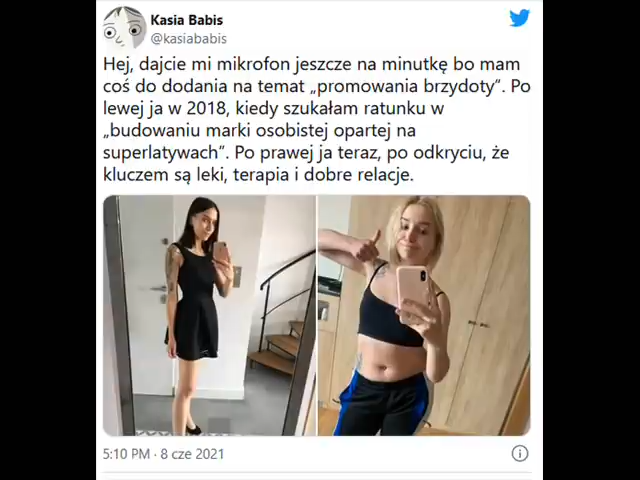 Kasia Babis
@kasiababis
Hej, dajcie mi mikrofon jeszcze na minutkę bo mam
coś do dodania na temat „promowania brzydoty”. Po
lewej ja w 2018, kiedy szukałam ratunku w
„budowaniu marki osobistej opartej na
superlatywach”. Po prawej ja teraz, po odkryciu, że
kluczem są leki, terapia i dobre relacje.
5:10 PM · 8 cze 2021